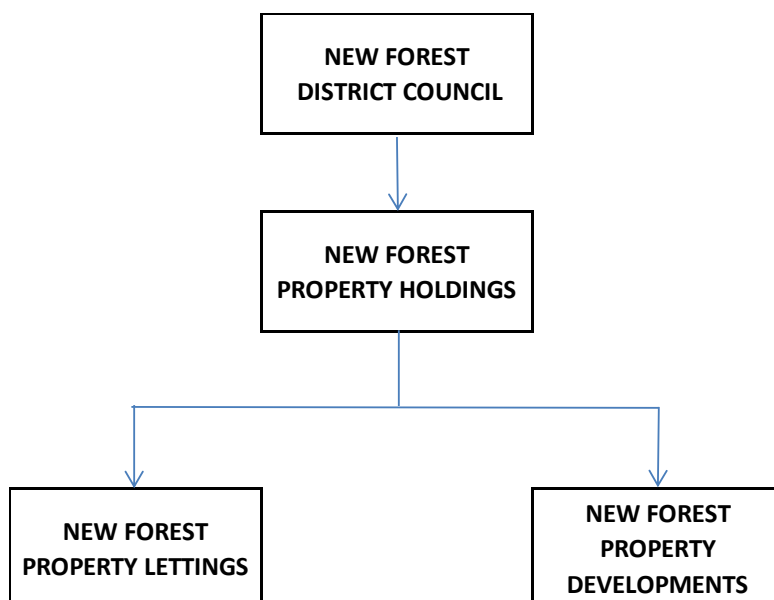 NEW FOREST
DISTRICT COUNCIL
NEW FOREST
PROPERTY HOLDINGS
NEW FOREST
PROPERTY LETTINGS
NEW FOREST
PROPERTY
DEVELOPMENTS